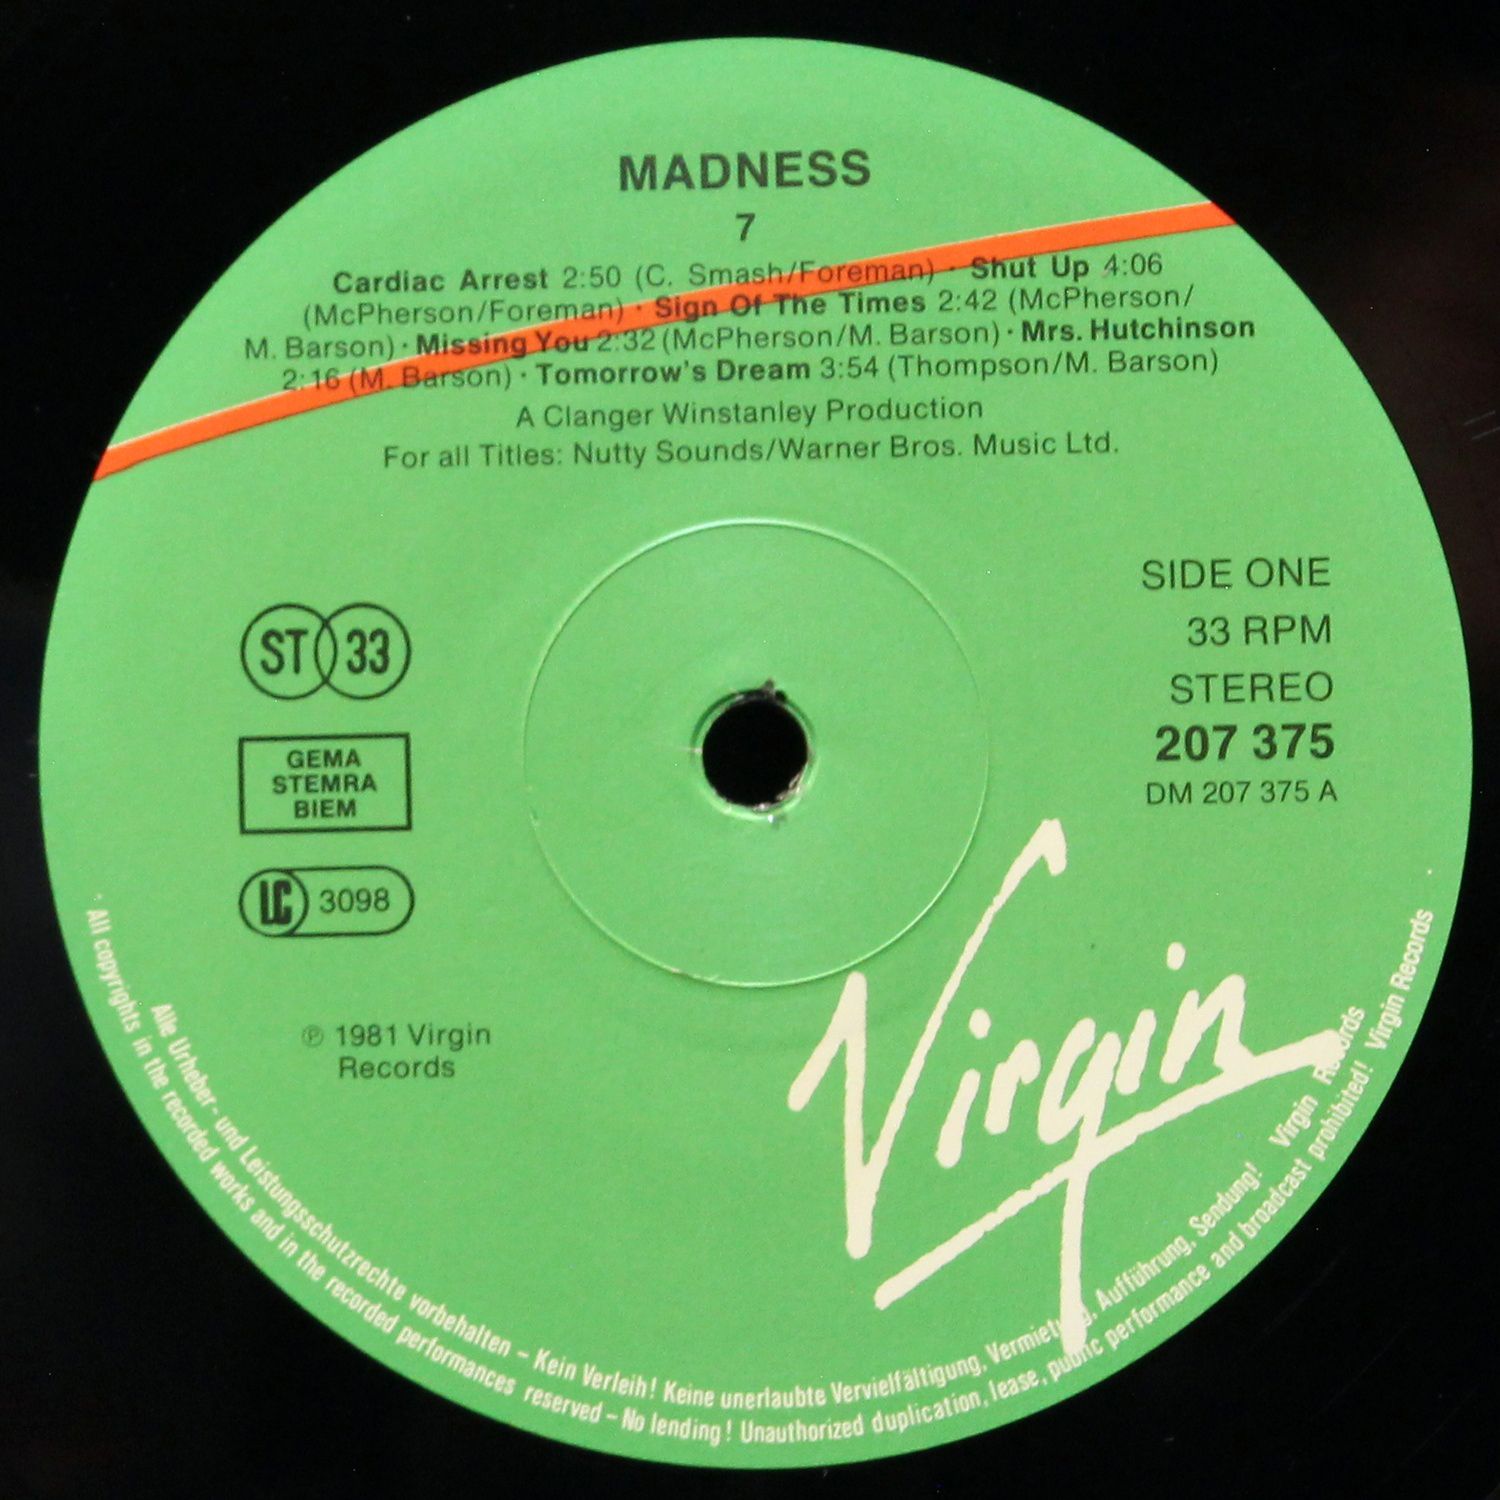 MADNESS
7
Cardiac Arrest 2:50 (C. Smash/Foreman) · Shut Up 4:06
(McPherson/Foreman) · Sign Of The Times 2:42 (McPherson/
M. Barson) · Missing You 2:32 (McPherson/M. Barson) · Mrs. Hutchinson
2:16 (M. Barson) · Tomorrow's Dream 3:54 (Thompson/M. Barson)
A Clanger Winstanley Production
For all Titles: Nutty Sounds/Warner Bros. Music Ltd.
SIDE ONE
33 RPM
STEREO
207 375
DM 207 375 A
ST 33
GEMA
STEMRA
BIEM
LC 3098
℗ 1981 Virgin
Records
Virgin
Alle Urheber- und Leistungsschutzrechte vorbehalten – Kein Verleih! Keine unerlaubte Vervielfältigung, Vermietung, Aufführung, Sendung! Virgin Records
All copyrights in the recorded works and in the recorded performances reserved – No lending! Unauthorized duplication, lease, public performance and broadcast prohibited! Virgin Records